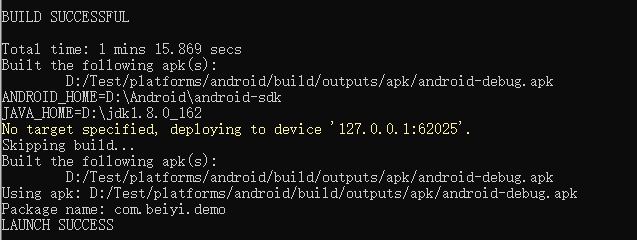 BUILD SUCCESSFUL
Total time: 1 mins 15.869 secs
Built the following apk(s):
D:/Test/platforms/android/build/outputs/apk/android-debug.apk
ANDROID_HOME=D:\Android\android-sdk
JAVA_HOME=D:\jdk1.8.0_162
No target specified, deploying to device '127.0.0.1:62025'.
Skipping build...
Built the following apk(s):
D:/Test/platforms/android/build/outputs/apk/android-debug.apk
Using apk: D:/Test/platforms/android/build/outputs/apk/android-debug.apk
Package name: com.beiyi.demo
LAUNCH SUCCESS